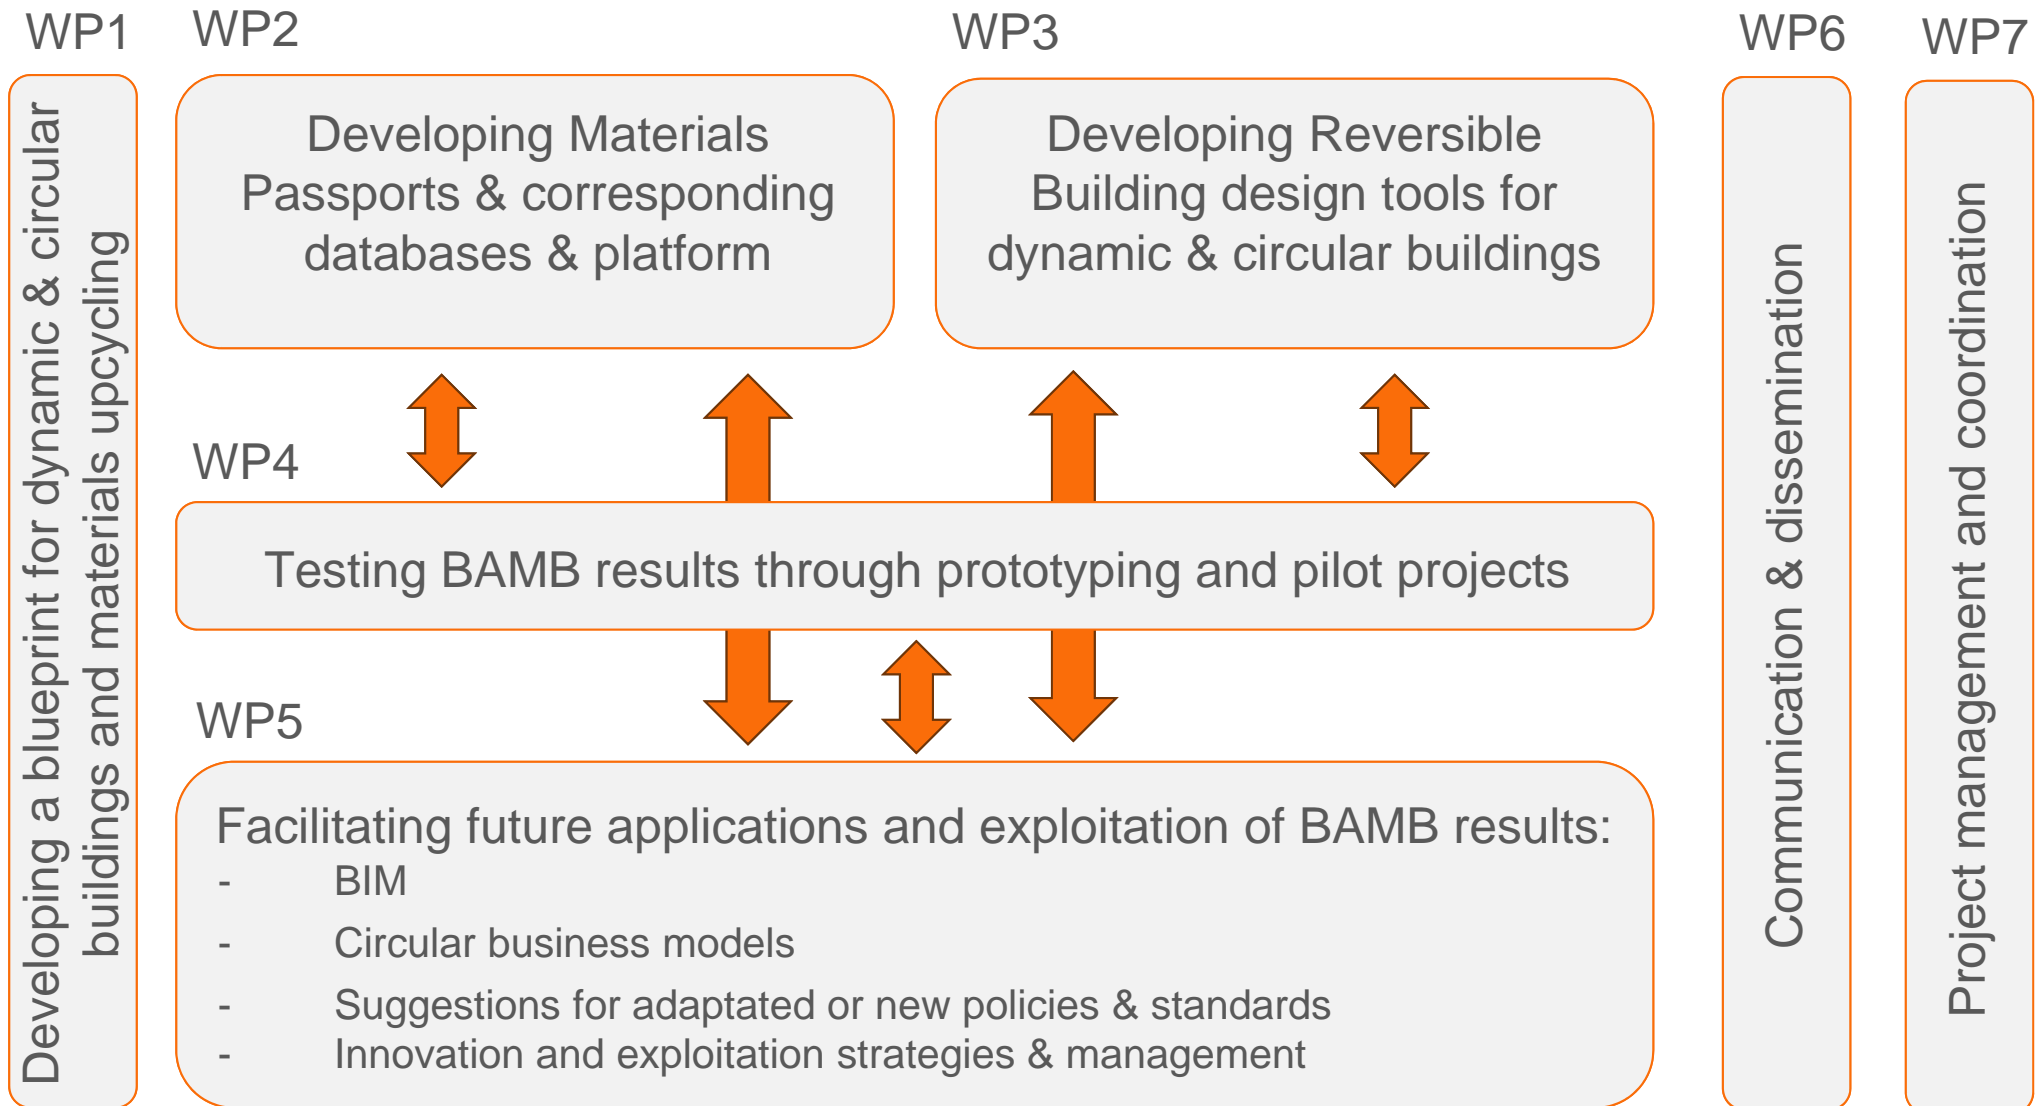 WP1
Developing a blueprint for dynamic & circular
buildings and materials upcycling
WP2
Developing Materials
Passports & corresponding
databases & platform
WP3
Developing Reversible
Building design tools for
dynamic & circular buildings
WP4
Testing BAMB results through prototyping and pilot projects
WP5
Facilitating future applications and exploitation of BAMB results:
- BIM
- Circular business models
- Suggestions for adaptated or new policies & standards
- Innovation and exploitation strategies & management
WP6
Communication & dissemination
WP7
Project management and coordination